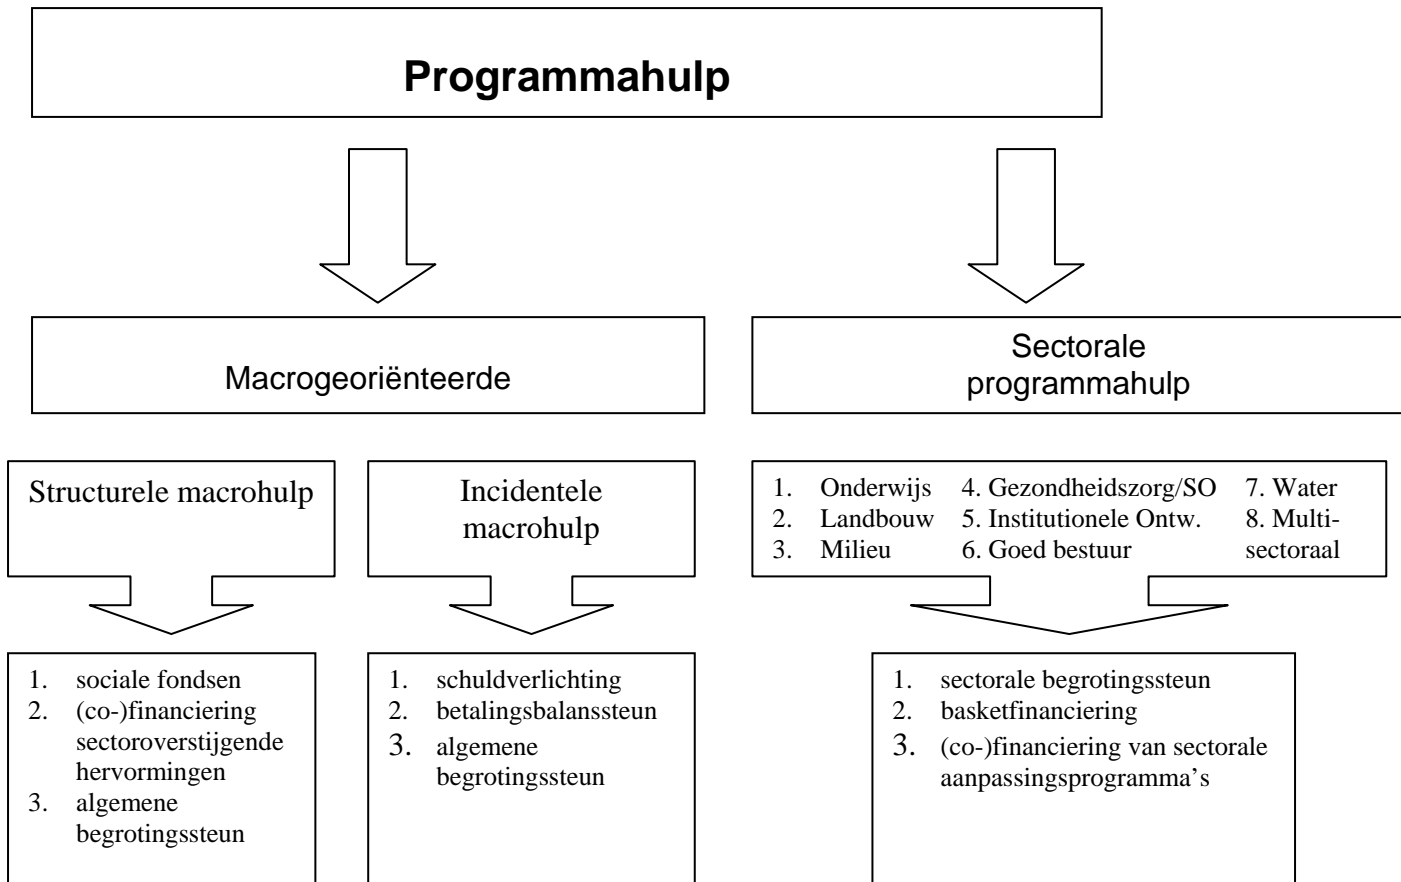 Programmahulp
Macrogeoriënteerde
Sectorale
programmahulp
Structurele macrohulp
Incidentele
macrohulp
1. Onderwijs
2. Landbouw
3. Milieu
4. Gezondheidszorg/SO
5. Institutionele Ontw.
6. Goed bestuur
7. Water
8. Multi-
sectoraal
1. sociale fondsen
2. (co-)financiering
sectoroverstijgende
hervormingen
3. algemene
begrotingssteun
1. schuldverlichting
2. betalingsbalanssteun
3. algemene
begrotingssteun
1. sectorale begrotingssteun
2. basketfinanciering
3. (co-)financiering van sectorale
aanpassingsprogramma’s